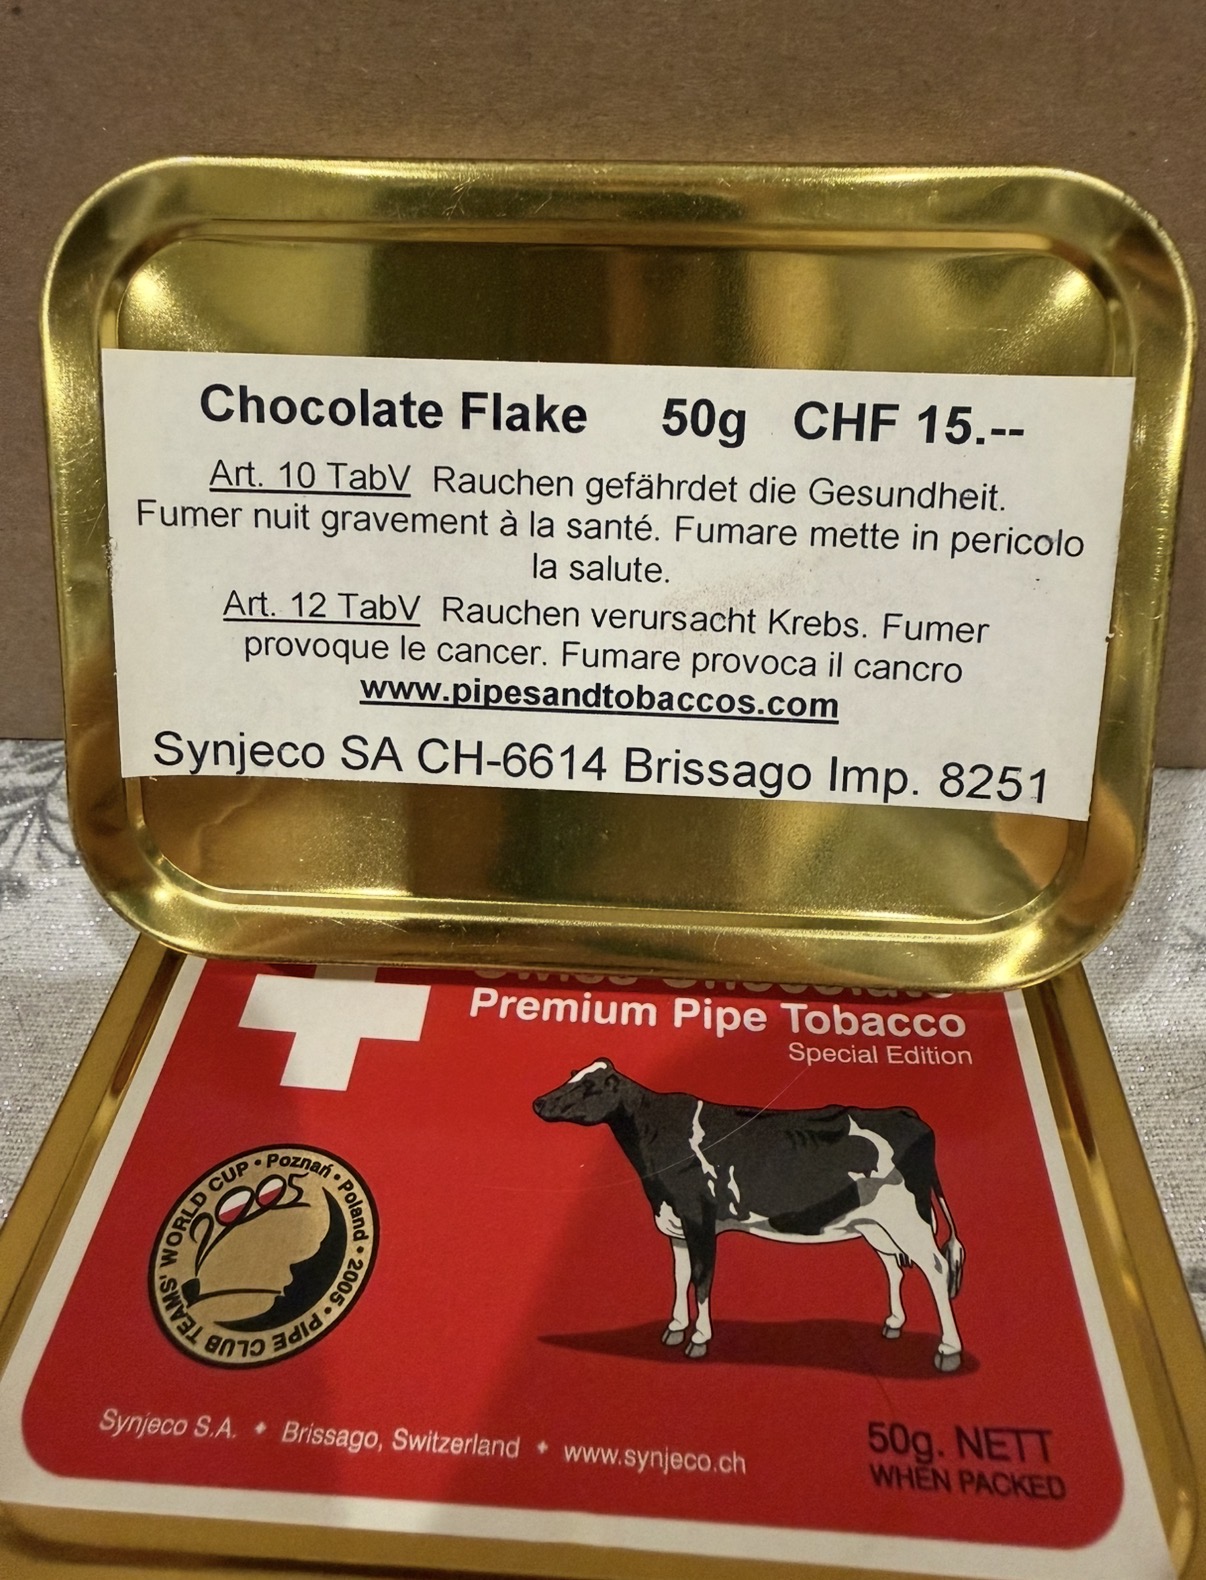 Chocolate Flake 50g CHF 15.--
Art. 10 TabV Rauchen gefährdet die Gesundheit.
Fumer nuit gravement à la santé. Fumare mette in pericolo
la salute.
Art. 12 TabV Rauchen verursacht Krebs. Fumer
provoque le cancer. Fumare provoca il cancro
www.pipesandtobaccos.com
Synjeco SA CH-6614 Brissago Imp. 8251
Swiss Chocolate
Premium Pipe Tobacco
Special Edition
PIPE CLUB TEAMS' WORLD CUP • Poznań • Poland • 2005 •
2005
Synjeco S.A. • Brissago, Switzerland • www.synjeco.ch
50g. NETT
WHEN PACKED